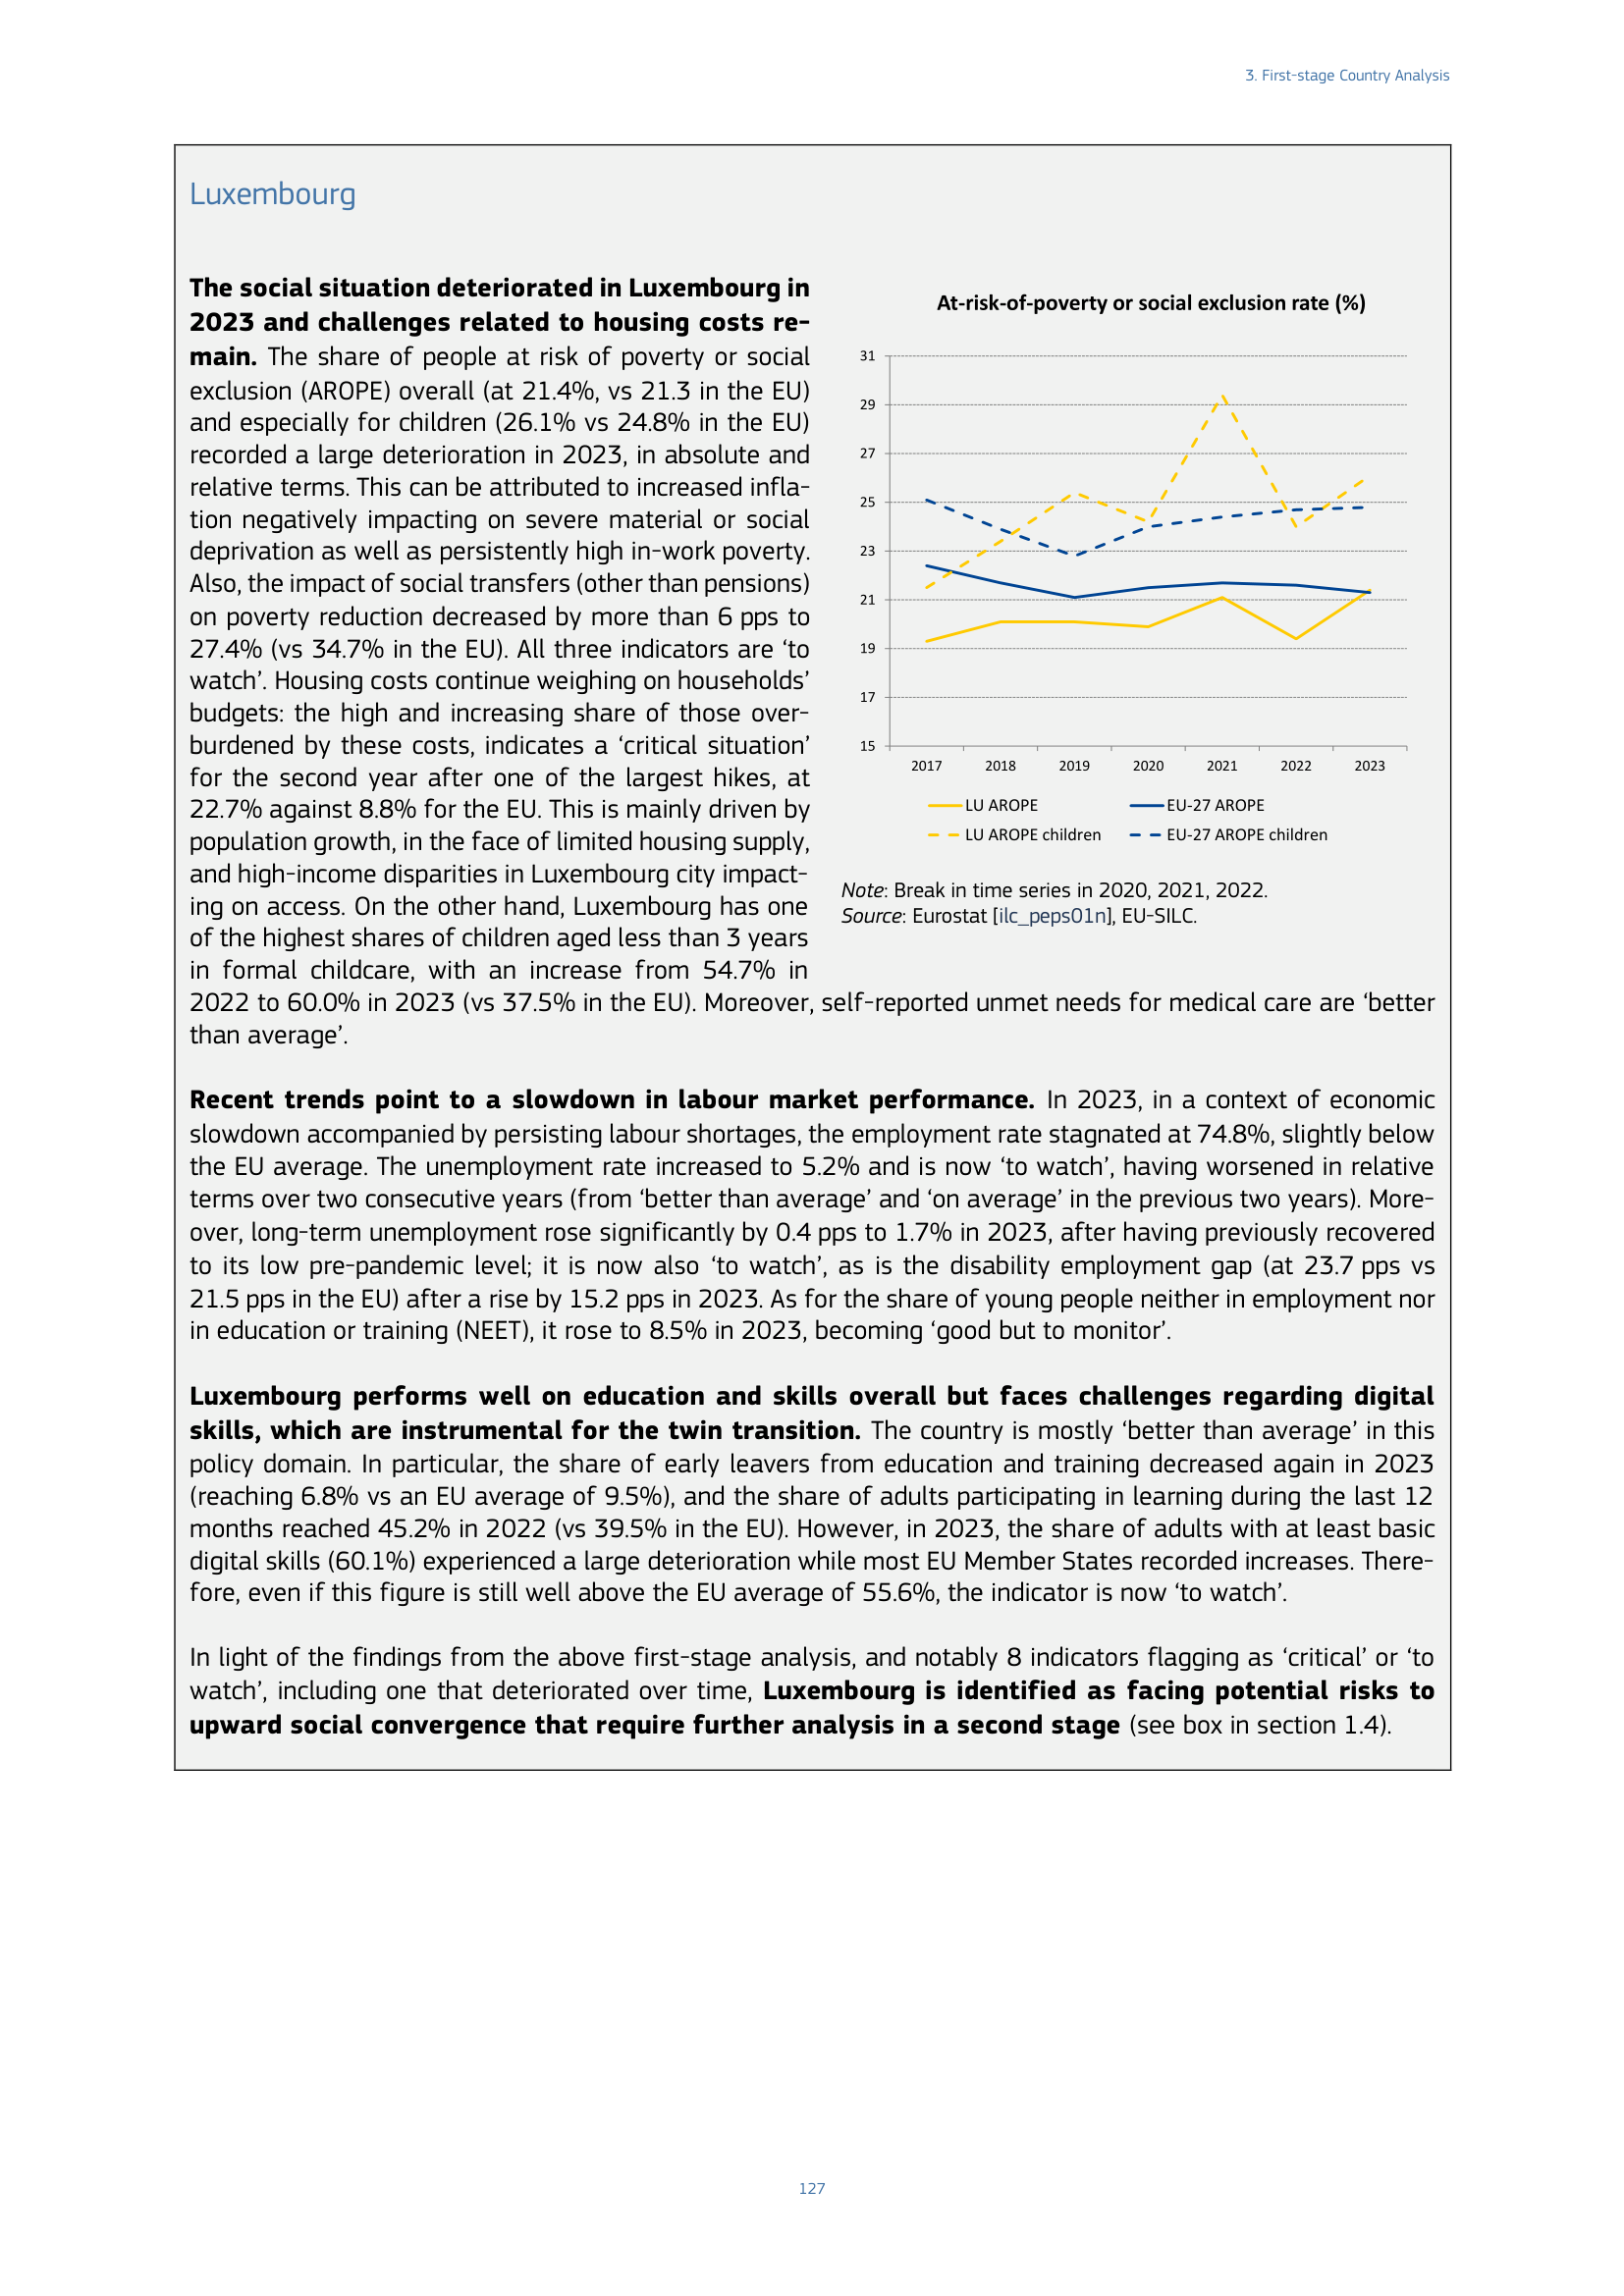 3. First-stage Country Analysis
Luxembourg
The social situation deteriorated in Luxembourg in
2023 and challenges related to housing costs re-
main. The share of people at risk of poverty or social
exclusion (AROPE) overall (at 21.4%, vs 21.3 in the EU)
and especially for children (26.1% vs 24.8% in the EU)
recorded a large deterioration in 2023, in absolute and
relative terms. This can be attributed to increased infla-
tion negatively impacting on severe material or social
deprivation as well as persistently high in-work poverty.
Also, the impact of social transfers (other than pensions)
on poverty reduction decreased by more than 6 pps to
27.4% (vs 34.7% in the EU). All three indicators are ‘to
watch’. Housing costs continue weighing on households’
budgets: the high and increasing share of those over-
burdened by these costs, indicates a ‘critical situation’
for the second year after one of the largest hikes, at
22.7% against 8.8% for the EU. This is mainly driven by
population growth, in the face of limited housing supply,
and high-income disparities in Luxembourg city impact-
ing on access. On the other hand, Luxembourg has one
of the highest shares of children aged less than 3 years
in formal childcare, with an increase from 54.7% in
2022 to 60.0% in 2023 (vs 37.5% in the EU). Moreover, self-reported unmet needs for medical care are ‘better
than average’.
At-risk-of-poverty or social exclusion rate (%)
31
29
27
25
23
21
19
17
15
2017 2018 2019 2020 2021 2022 2023
LU AROPE EU-27 AROPE
LU AROPE children EU-27 AROPE children
Note: Break in time series in 2020, 2021, 2022.
Source: Eurostat [ilc_peps01n], EU-SILC.
Recent trends point to a slowdown in labour market performance. In 2023, in a context of economic
slowdown accompanied by persisting labour shortages, the employment rate stagnated at 74.8%, slightly below
the EU average. The unemployment rate increased to 5.2% and is now ‘to watch’, having worsened in relative
terms over two consecutive years (from ‘better than average’ and ‘on average’ in the previous two years). More-
over, long-term unemployment rose significantly by 0.4 pps to 1.7% in 2023, after having previously recovered
to its low pre-pandemic level; it is now also ‘to watch’, as is the disability employment gap (at 23.7 pps vs
21.5 pps in the EU) after a rise by 15.2 pps in 2023. As for the share of young people neither in employment nor
in education or training (NEET), it rose to 8.5% in 2023, becoming ‘good but to monitor’.
Luxembourg performs well on education and skills overall but faces challenges regarding digital
skills, which are instrumental for the twin transition. The country is mostly ‘better than average’ in this
policy domain. In particular, the share of early leavers from education and training decreased again in 2023
(reaching 6.8% vs an EU average of 9.5%), and the share of adults participating in learning during the last 12
months reached 45.2% in 2022 (vs 39.5% in the EU). However, in 2023, the share of adults with at least basic
digital skills (60.1%) experienced a large deterioration while most EU Member States recorded increases. There-
fore, even if this figure is still well above the EU average of 55.6%, the indicator is now ‘to watch’.
In light of the findings from the above first-stage analysis, and notably 8 indicators flagging as ‘critical’ or ‘to
watch’, including one that deteriorated over time, Luxembourg is identified as facing potential risks to
upward social convergence that require further analysis in a second stage (see box in section 1.4).
127